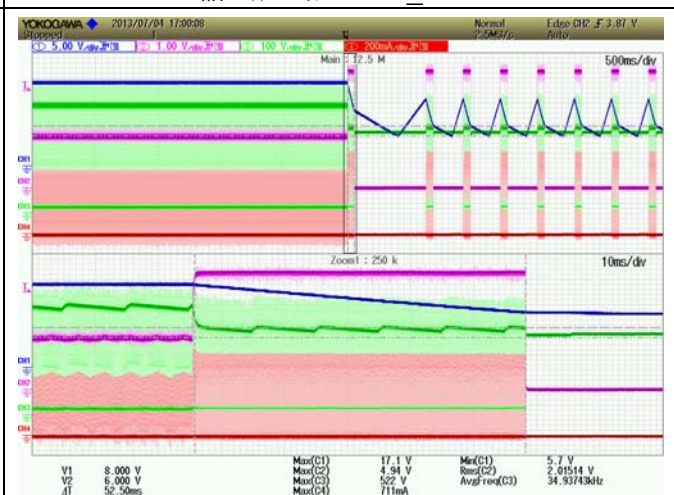 YOKOGAWA ◆ 2013/07/04 17:00:08 Normal Edge CH2 3.87 V
Stopped 1 2.5MS/s Auto
5.00 V 1.00 V 100 V 200mA
Main : 12.5 M 500ms/div
CH1
CH2
CH3
CH4
Zoom1 : 250 k 10ms/div
CH1
CH2
CH3
CH4
Max(C1) 17.1 V Min(C1) 5.7 V
V1 8.000 V Max(C2) 4.94 V Rms(C2) 2.01514 V
V2 6.000 V Max(C3) 522 V AvgFreq(C3) 34.93743kHz
ΔT 52.50ms Max(C4) 711mA